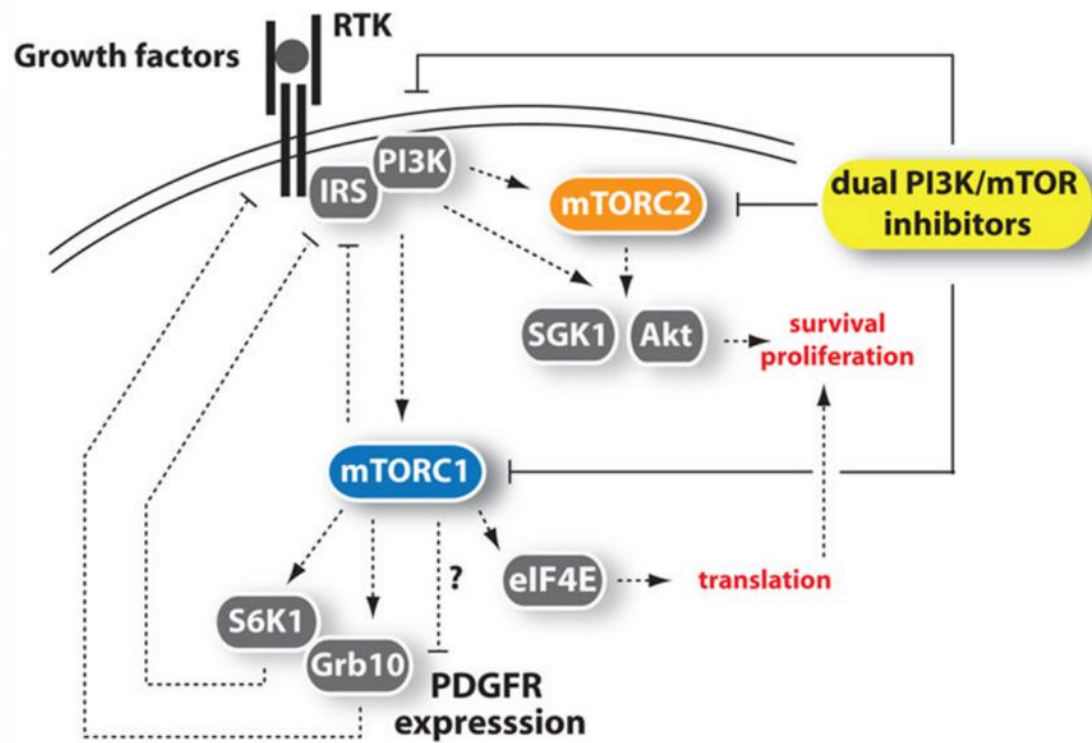 RTK
Growth factors
PI3K
IRS
mTORC2
dual PI3K/mTOR
inhibitors
SGK1
Akt
survival
proliferation
mTORC1
?
eIF4E
translation
S6K1
Grb10
PDGFR
expresssion